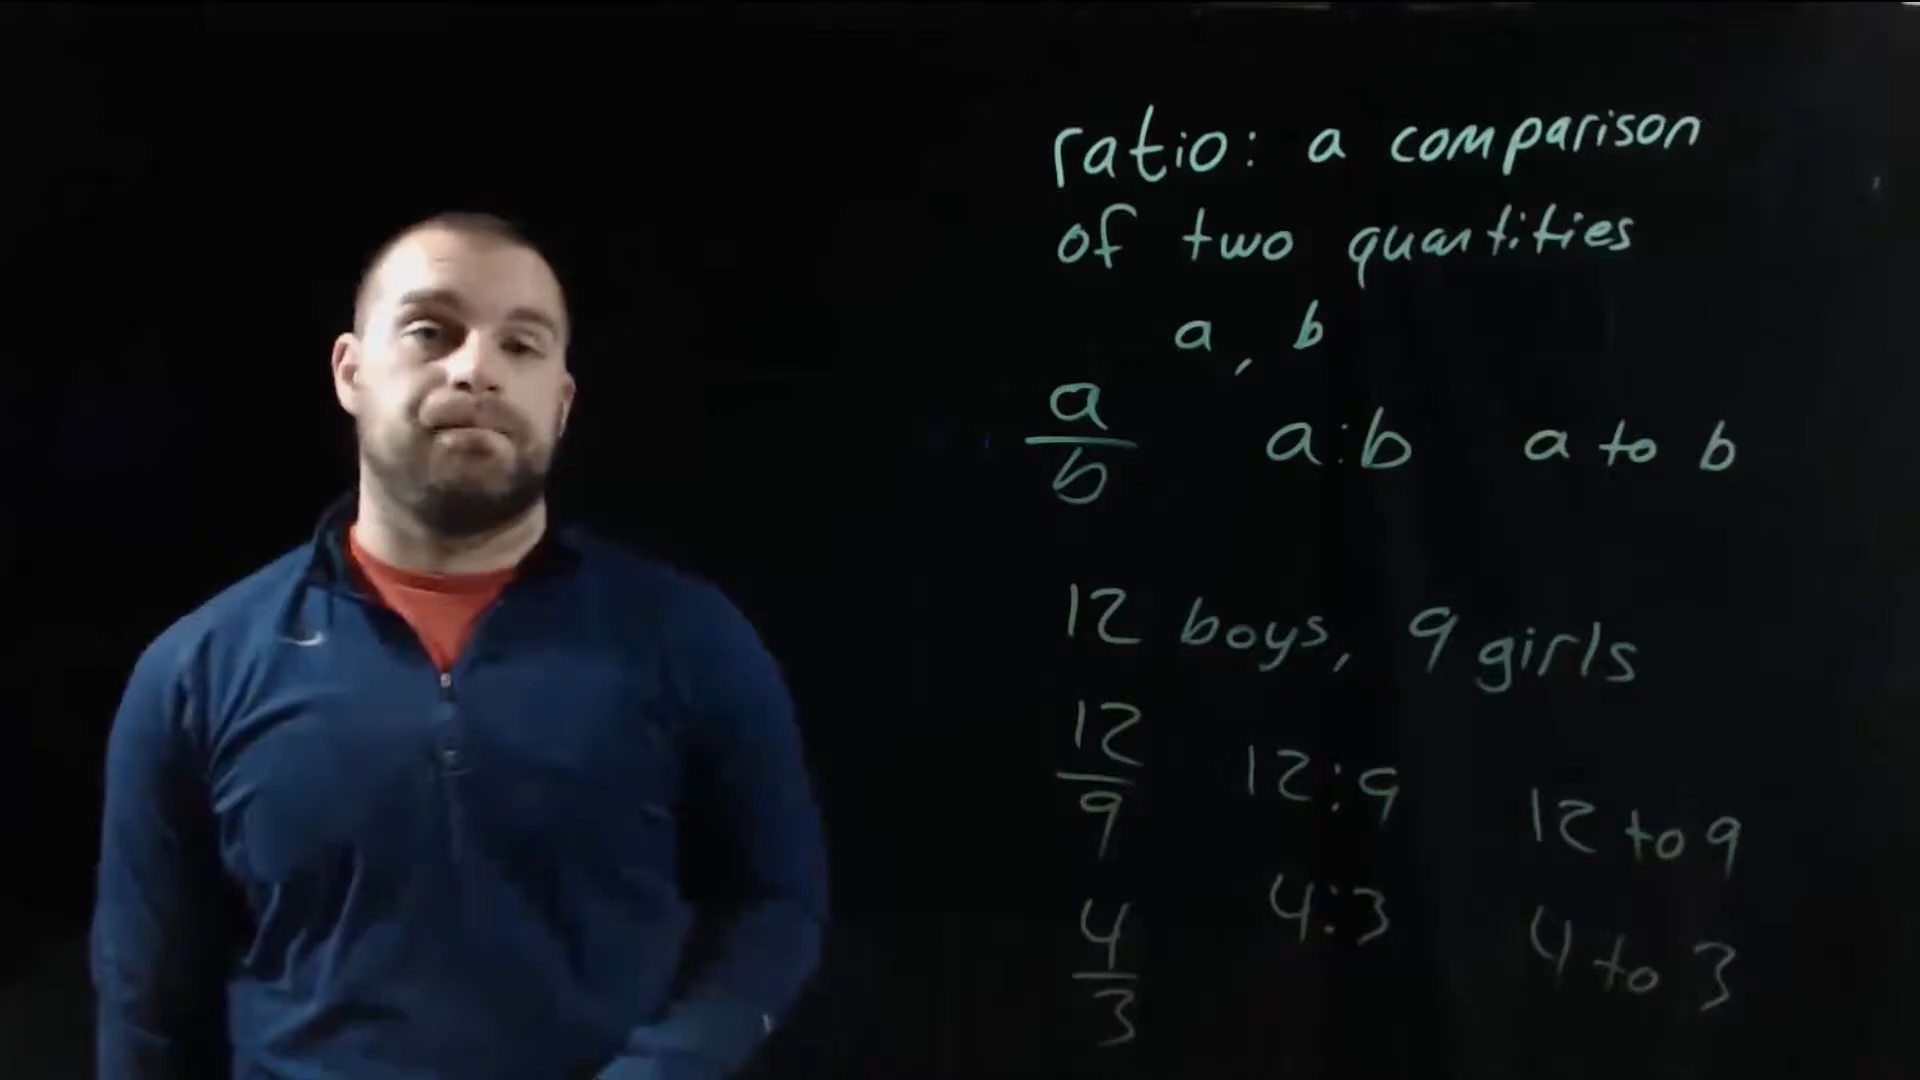 ratio: a comparison
of two quantities
a, b
a/b a:b a to b
12 boys, 9 girls
12/9 12:9 12 to 9
4/3 4:3 4 to 3